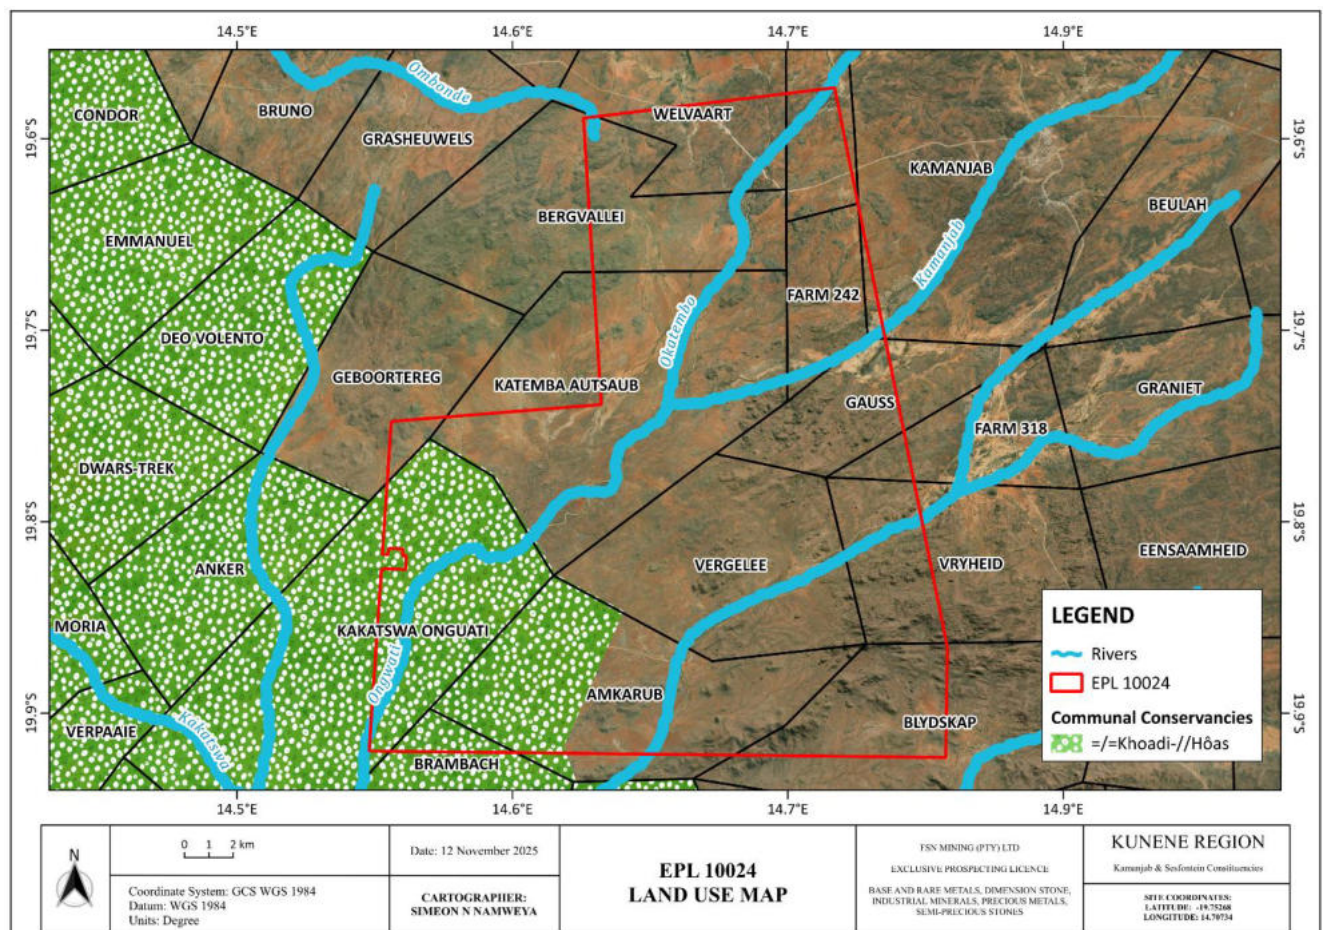 14.5°E 14.6°E 14.7°E 14.9°E
Ombonde
CONDOR
BRUNO
WELVAART
GRASHEUWELS
19.6°S
19.6°S
KAMANJAB
BEULAH
BERGVALLEI
EMMANUEL
Kamanjab
FARM 242
Okatembo
19.7°S
19.7°S
DEO VOLENTO
GEBOORTEREG
KATEMBA AUTSAUB
GRANIET
GAUSS
FARM 318
DWARS-TREK
19.8°S
19.8°S
EENSAAMHEID
VERGELEE
VRYHEID
ANKER
MORIA
KAKATSWA ONGUATI
Ongwati
AMKARUB
19.9°S
19.9°S
BLYDSKAP
VERPAAIE
Kakatswa
BRAMBACH
LEGEND
Rivers
EPL 10024
Communal Conservancies
=/=Khoadi-//Hôas
14.5°E 14.6°E 14.7°E 14.9°E
N
0 1 2 km
Coordinate System: GCS WGS 1984
Datum: WGS 1984
Units: Degree
Date: 12 November 2025
CARTOGRAPHER:
SIMEON N NAMWEYA
EPL 10024
LAND USE MAP
FSN MINING (PTY) LTD
EXCLUSIVE PROSPECTING LICENCE
BASE AND RARE METALS, DIMENSION STONE,
INDUSTRIAL MINERALS, PRECIOUS METALS,
SEMI-PRECIOUS STONES
KUNENE REGION
Kamanjab & Sesfontein Constituencies
SITE COORDINATES:
LATITUDE: -19.75268
LONGITUDE: 14.70734